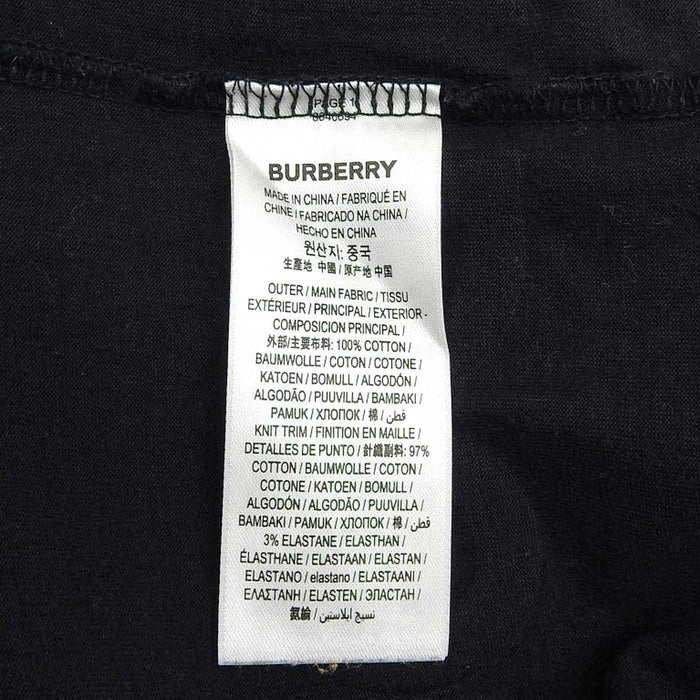 PAGE 1
8040694
BURBERRY
MADE IN CHINA / FABRIQUÉ EN
CHINE / FABRICADO NA CHINA /
HECHO EN CHINA
원산지: 중국
生產地 中國 / 原产地 中国
OUTER / MAIN FABRIC / TISSU
EXTÉRIEUR / PRINCIPAL / EXTERIOR -
COMPOSICION PRINCIPAL /
外部/主要布料: 100% COTTON /
BAUMWOLLE / COTON / COTONE /
KATOEN / BOMULL / ALGODÓN /
ALGODÃO / PUUVILLA / BAMBAKI /
PAMUK / ХЛОПОК / 棉 / قطن /
KNIT TRIM / FINITION EN MAILLE /
DETALLES DE PUNTO / 針織副料: 97%
COTTON / BAUMWOLLE / COTON /
COTONE / KATOEN / BOMULL /
ALGODÓN / ALGODÃO / PUUVILLA /
BAMBAKI / PAMUK / ХЛОПОК / 棉 / قطن /
3% ELASTANE / ELASTHAN /
ÉLASTHANE / ELASTAAN / ELASTAN /
ELASTANO / elastano / ELASTAANI /
ΕΛΑΣΤΑΝΗ / ELASTEN / ЭЛАСТАН /
氨綸 / نسيج ايلاستين /